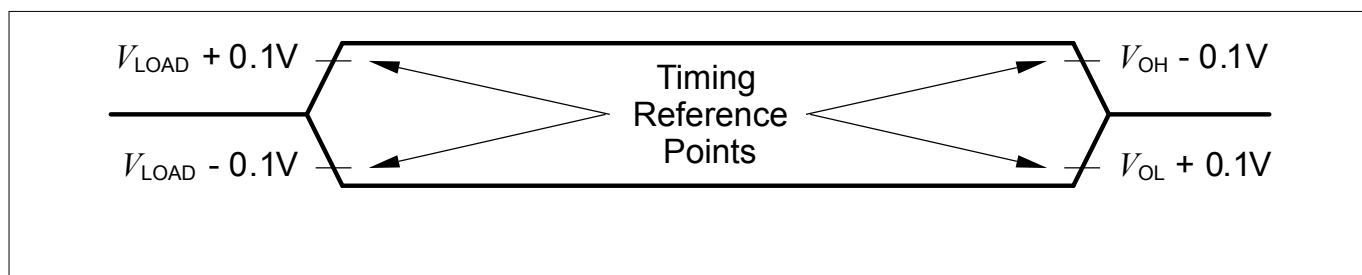 VLOAD + 0.1V
VLOAD - 0.1V
Timing
Reference
Points
VOH - 0.1V
VOL + 0.1V